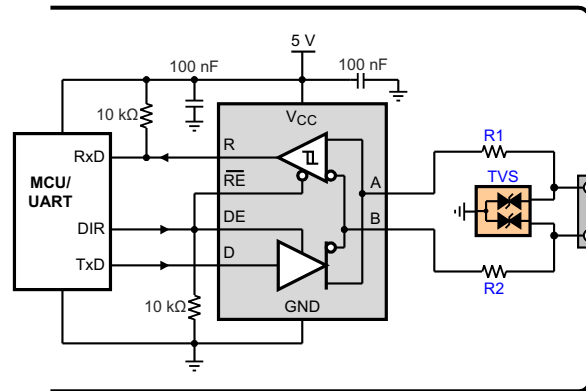 5 V
100 nF
100 nF
10 kΩ
VCC
R1
RxD
R
TVS
MCU/
UART
RE
A
DIR
DE
B
TxD
D
10 kΩ
GND
R2